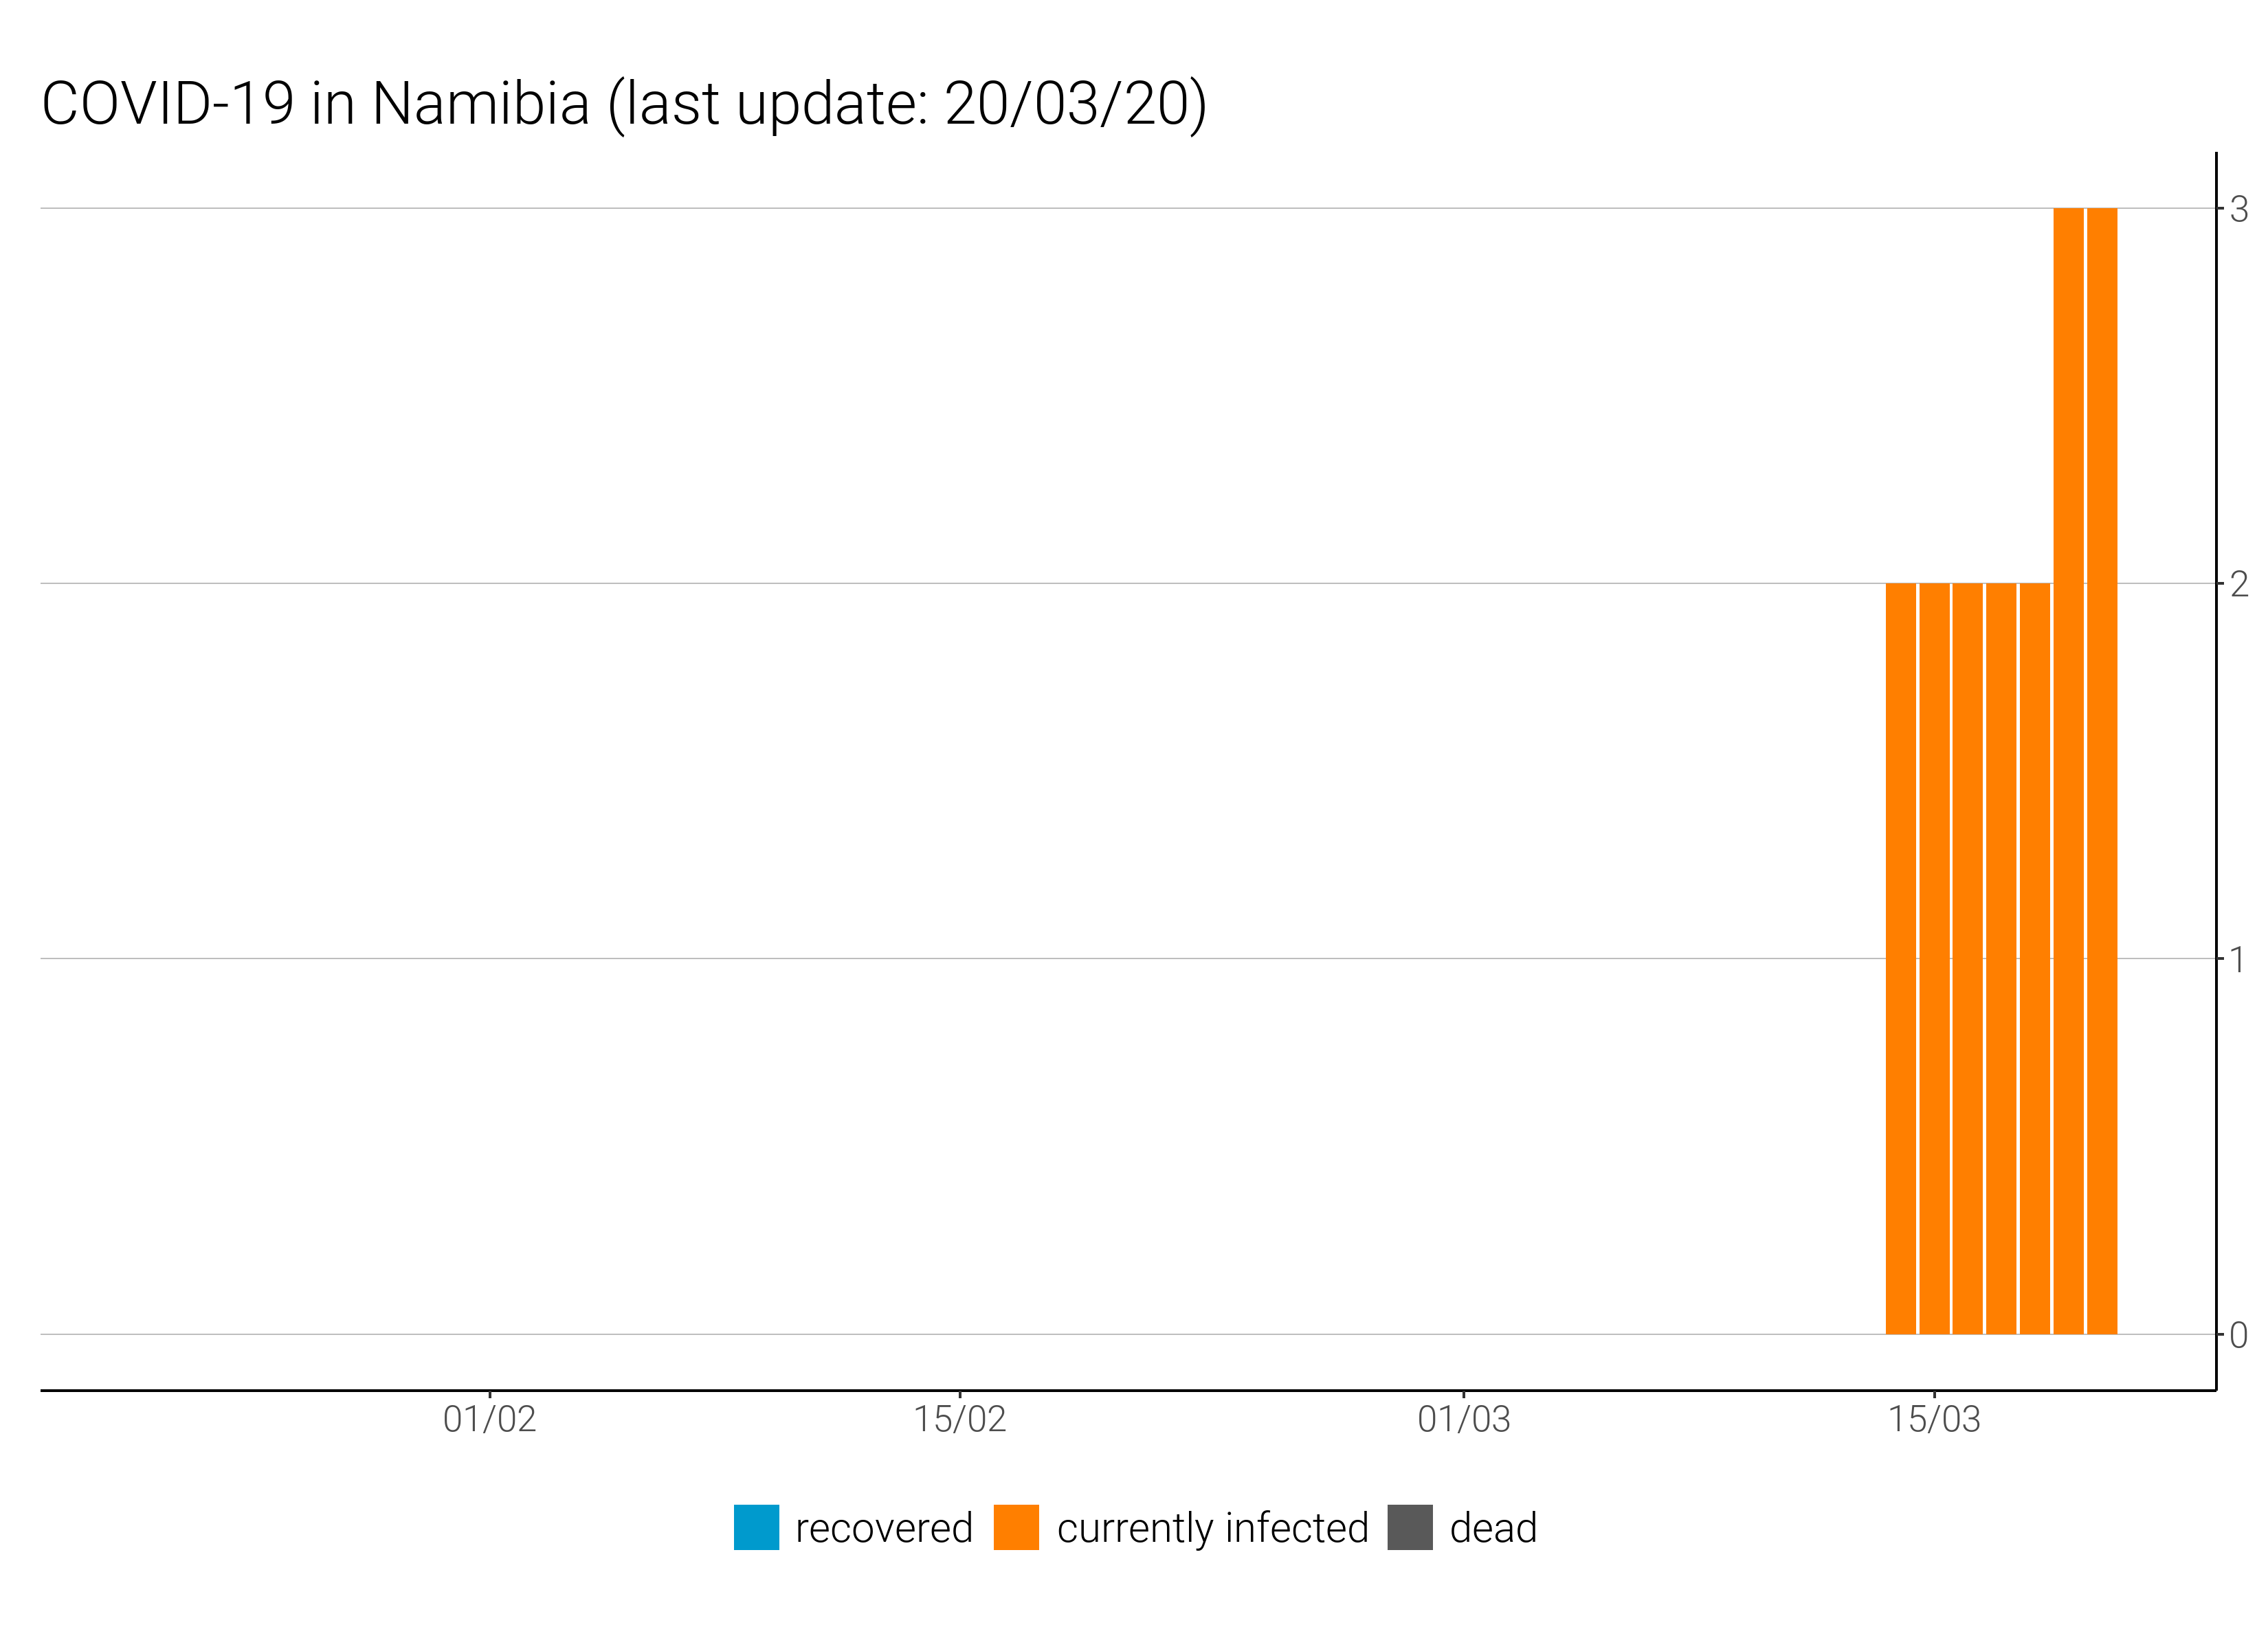 COVID-19 in Namibia (last update: 20/03/20)
3
2
1
0
01/02 15/02 01/03 15/03
recovered currently infected dead